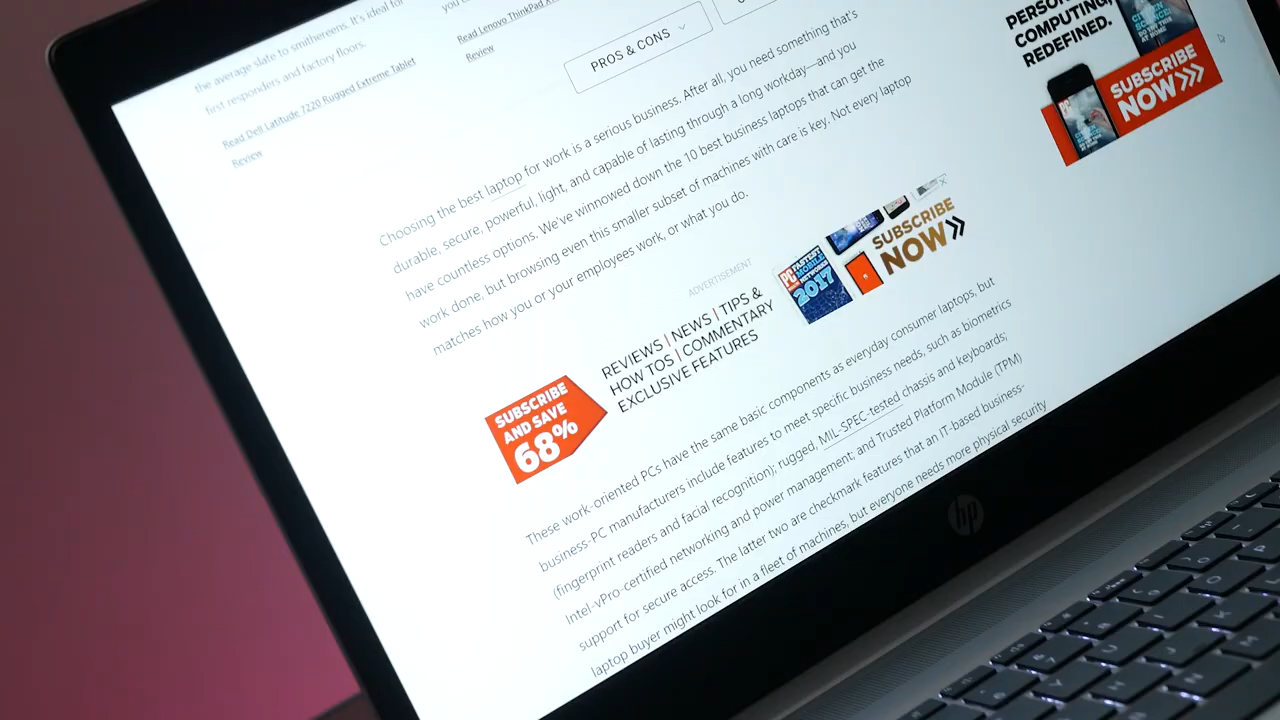 the average slate to smithereens. It's ideal for
first responders and factory floors.
Read Dell Latitude 7220 Rugged Extreme Tablet
Review
Read Lenovo ThinkPad
Review
PROS & CONS
Choosing the best laptop for work is a serious business. After all, you need something that's
durable, secure, powerful, light, and capable of lasting through a long workday—and you
have countless options. We've winnowed down the 10 best business laptops that can get the
work done, but browsing even this smaller subset of machines with care is key. Not every laptop
matches how you or your employees work, or what you do.
ADVERTISEMENT
SUBSCRIBE
AND SAVE
68%
REVIEWS | NEWS | TIPS &
HOW TOS | COMMENTARY
EXCLUSIVE FEATURES
PC
FASTEST
MOBILE
NETWORKS
2017
SUBSCRIBE
NOW
These work-oriented PCs have the same basic components as everyday consumer laptops, but
business-PC manufacturers include features to meet specific business needs, such as biometrics
(fingerprint readers and facial recognition); rugged, MIL-SPEC-tested chassis and keyboards;
Intel-vPro-certified networking and power management; and Trusted Platform Module (TPM)
support for secure access. The latter two are checkmark features that an IT-based business-
laptop buyer might look for in a fleet of machines, but everyone needs more physical security
PERSONAL
COMPUTING,
REDEFINED.
SUBSCRIBE
NOW
hp